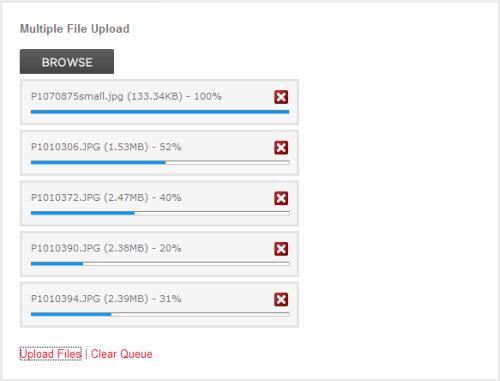 Multiple File Upload
BROWSE
P1070875small.jpg (133.34KB) - 100%
P1010306.JPG (1.53MB) - 52%
P1010372.JPG (2.47MB) - 40%
P1010390.JPG (2.38MB) - 20%
P1010394.JPG (2.39MB) - 31%
Upload Files | Clear Queue